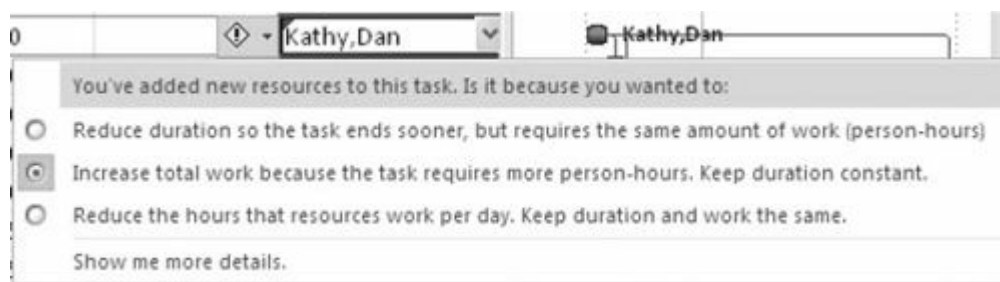 0 Kathy,Dan Kathy,Dan
You've added new resources to this task. Is it because you wanted to:
Reduce duration so the task ends sooner, but requires the same amount of work (person-hours)
Increase total work because the task requires more person-hours. Keep duration constant.
Reduce the hours that resources work per day. Keep duration and work the same.
Show me more details.